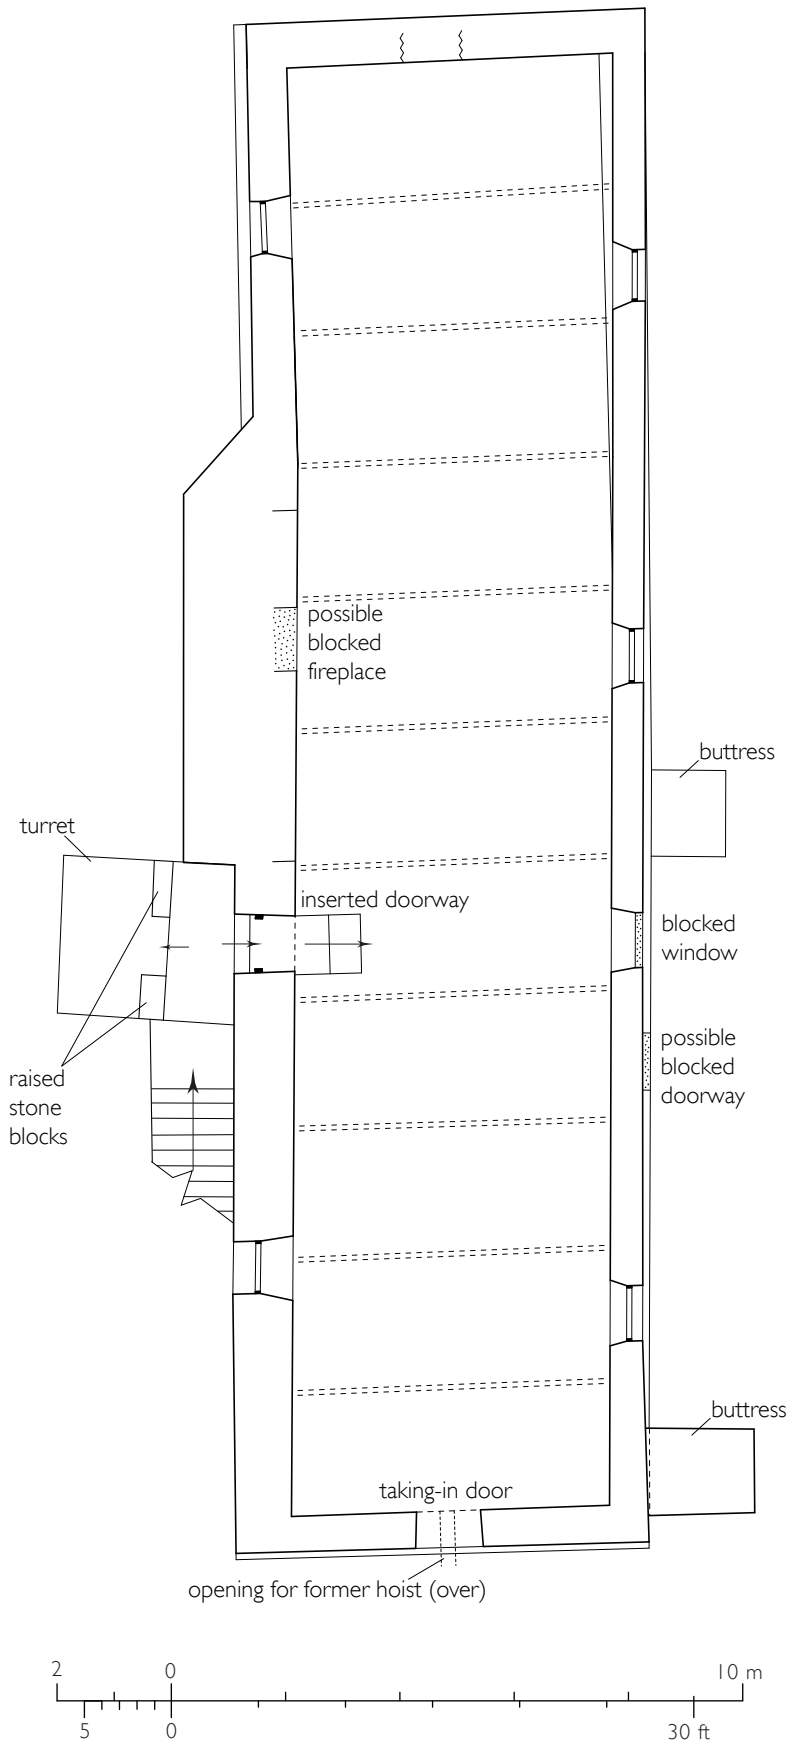 possible
blocked
fireplace
buttress
turret
inserted doorway
blocked
window
possible
blocked
doorway
raised
stone
blocks
buttress
taking-in door
opening for former hoist (over)
2 0 10 m
5 0 30 ft